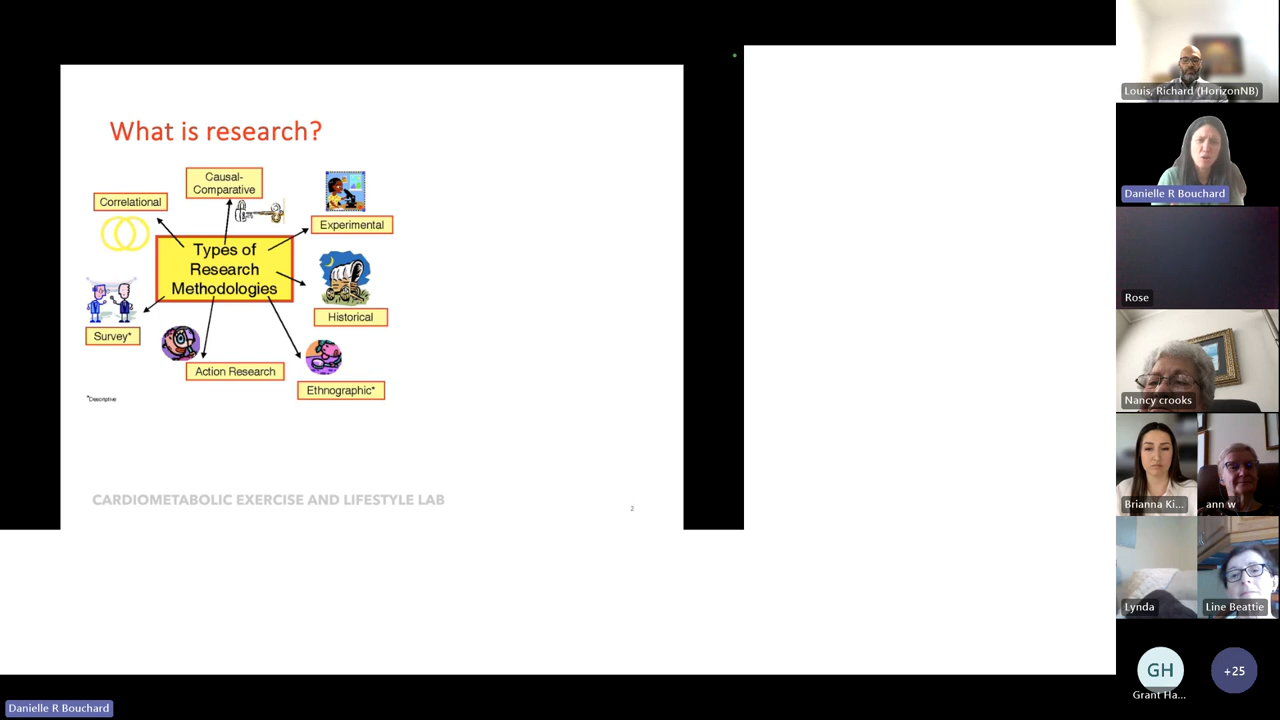 What is research?
Causal-
Comparative
Correlational
Experimental
Types of
Research
Methodologies
Historical
Survey*
Action Research
Ethnographic*
*Descriptive
CARDIOMETABOLIC EXERCISE AND LIFESTYLE LAB
2
Louis, Richard (HorizonNB)
Danielle R Bouchard
Rose
Nancy crooks
Brianna Ki...
ann w
Lynda
Line Beattie
GH
Grant Ha...
+25
Danielle R Bouchard